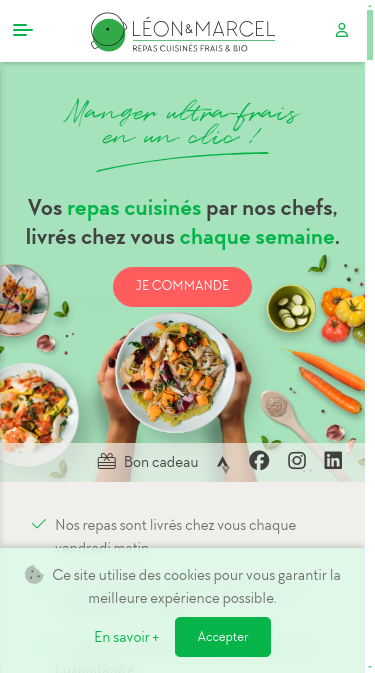 LÉON&MARCEL
REPAS CUISINÉS FRAIS & BIO
Manger ultra-frais
en un clic !
Vos repas cuisinés par nos chefs,
livrés chez vous chaque semaine.
JE COMMANDE
Bon cadeau
Nos repas sont livrés chez vous chaque
vendredi matin
Ce site utilise des cookies pour vous garantir la
meilleure expérience possible.
En savoir +
Accepter
Luxembourg